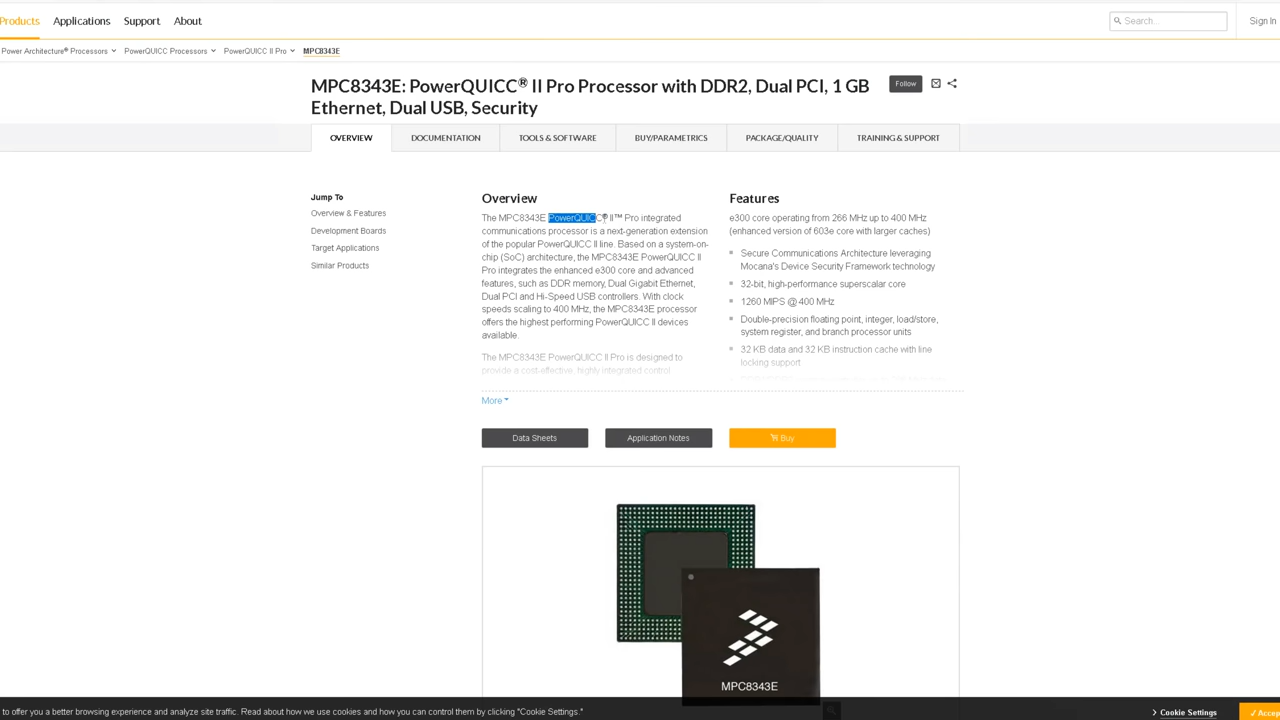 Products Applications Support About Search... Sign In
Power Architecture® Processors PowerQUICC Processors PowerQUICC II Pro MPC8343E
MPC8343E: PowerQUICC® II Pro Processor with DDR2, Dual PCI, 1 GB
Ethernet, Dual USB, Security
Follow
OVERVIEW DOCUMENTATION TOOLS & SOFTWARE BUY/PARAMETRICS PACKAGE/QUALITY TRAINING & SUPPORT
Jump To
Overview & Features
Development Boards
Target Applications
Similar Products
Overview
The MPC8343E PowerQUICC® II™ Pro integrated
communications processor is a next-generation extension
of the popular PowerQUICC II line. Based on a system-on-
chip (SoC) architecture, the MPC8343E PowerQUICC II
Pro integrates the enhanced e300 core and advanced
features, such as DDR memory, Dual Gigabit Ethernet,
Dual PCI and Hi-Speed USB controllers. With clock
speeds scaling to 400 MHz, the MPC8343E processor
offers the highest performing PowerQUICC II devices
available.
The MPC8343E PowerQUICC II Pro is designed to
provide a cost-effective, highly integrated control
Features
e300 core operating from 266 MHz up to 400 MHz
(enhanced version of 603e core with larger caches)
Secure Communications Architecture leveraging
Mocana's Device Security Framework technology
32-bit, high-performance superscalar core
1260 MIPS @ 400 MHz
Double-precision floating point, integer, load/store,
system register, and branch processor units
32 KB data and 32 KB instruction cache with line
locking support
More
Data Sheets Application Notes Buy
MPC8343E
to offer you a better browsing experience and analyze site traffic. Read about how we use cookies and how you can control them by clicking "Cookie Settings."
Cookie Settings
Accep